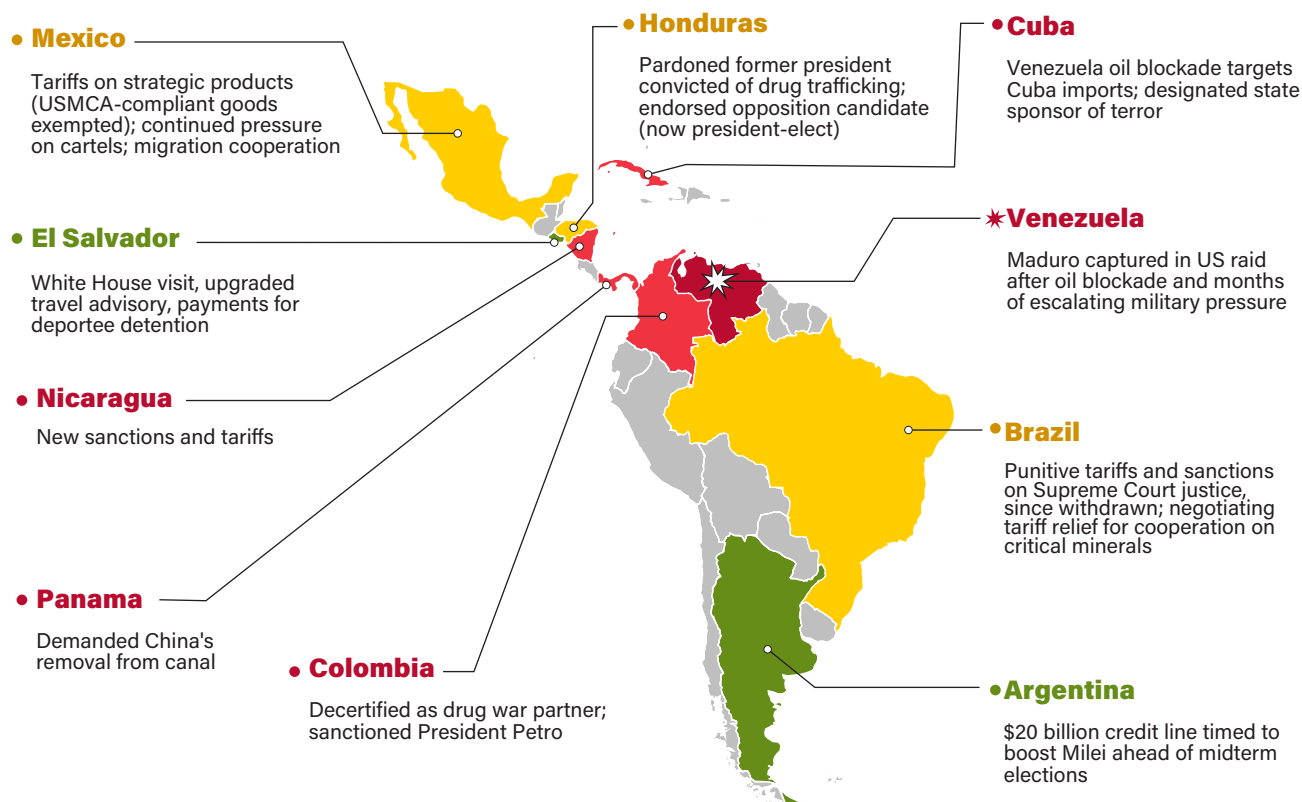 Mexico
Tariffs on strategic products
(USMCA-compliant goods
exempted); continued pressure
on cartels; migration cooperation
Honduras
Pardoned former president
convicted of drug trafficking;
endorsed opposition candidate
(now president-elect)
Cuba
Venezuela oil blockade targets
Cuba imports; designated state
sponsor of terror
El Salvador
White House visit, upgraded
travel advisory, payments for
deportee detention
Venezuela
Maduro captured in US raid
after oil blockade and months
of escalating military pressure
Nicaragua
New sanctions and tariffs
Brazil
Punitive tariffs and sanctions
on Supreme Court justice,
since withdrawn; negotiating
tariff relief for cooperation on
critical minerals
Panama
Demanded China's
removal from canal
Colombia
Decertified as drug war partner;
sanctioned President Petro
Argentina
$20 billion credit line timed to
boost Milei ahead of midterm
elections